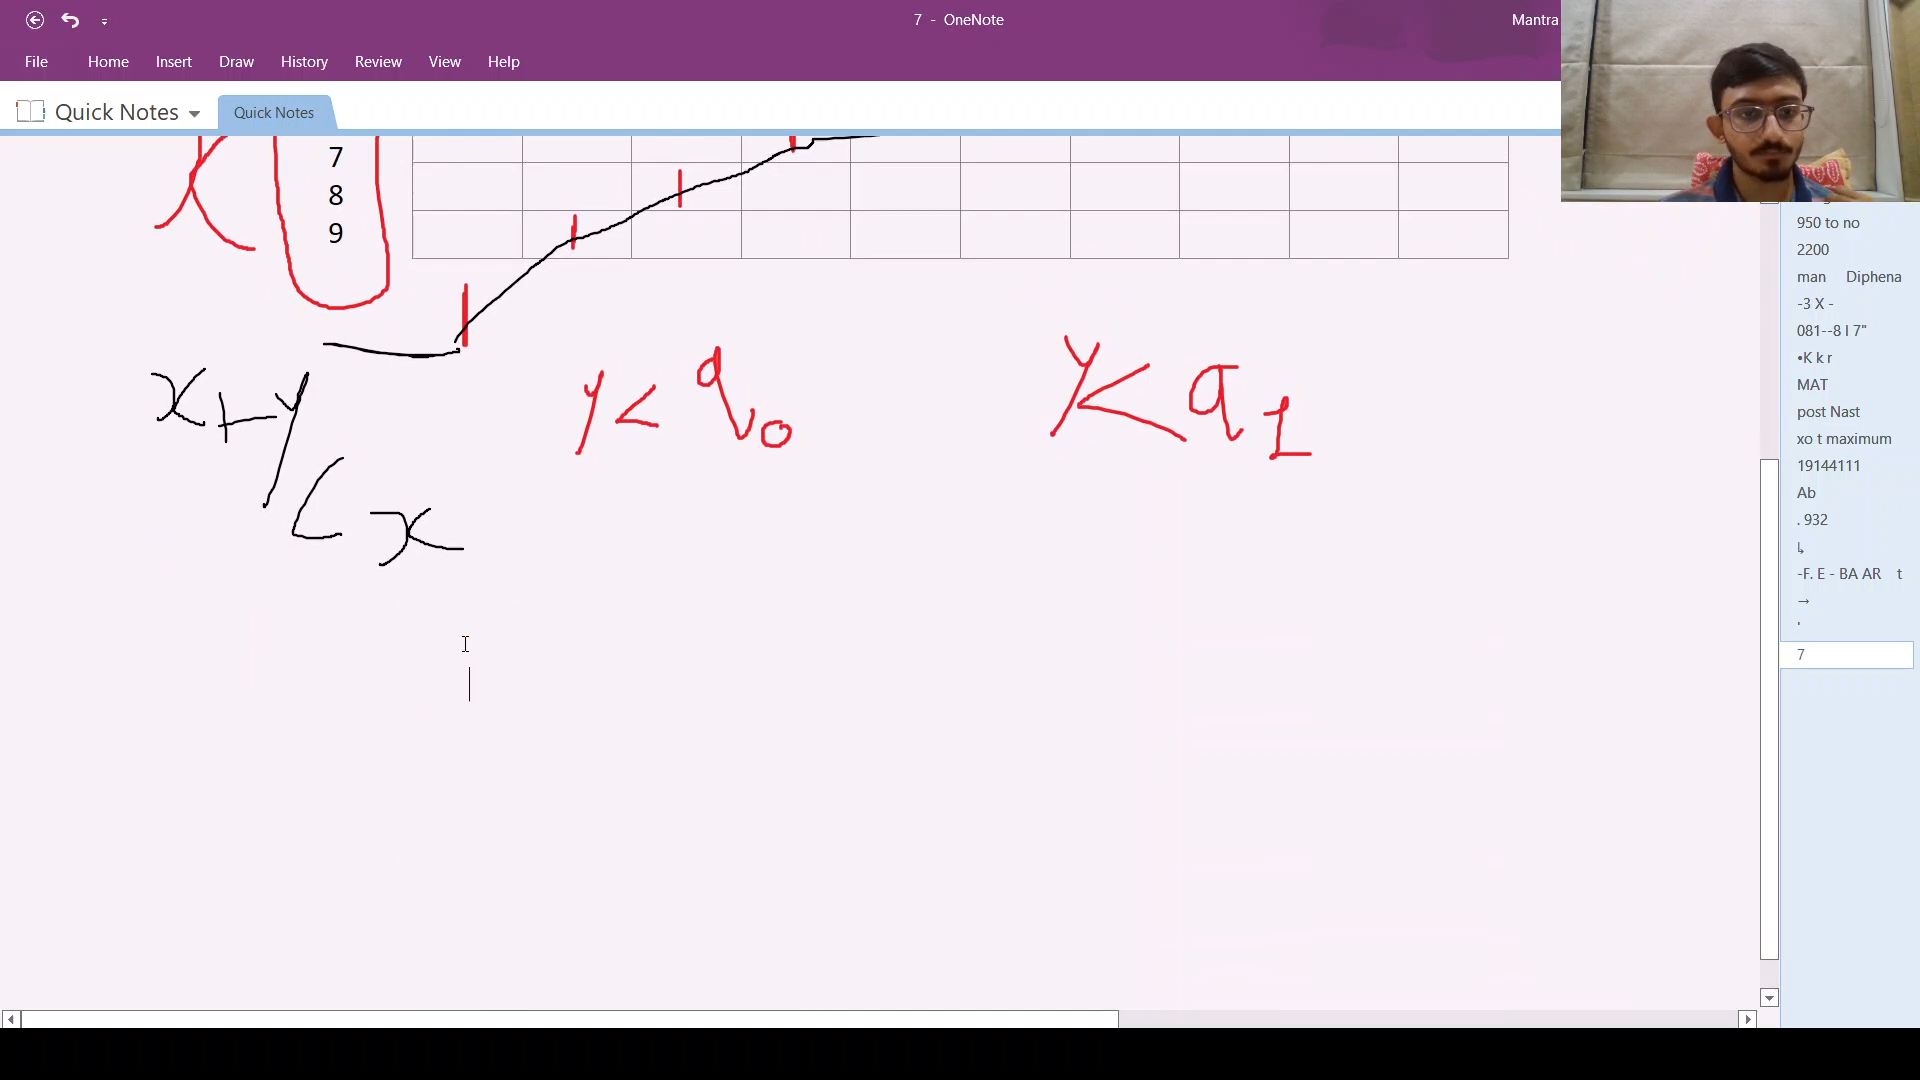 7 - OneNote
Mantra
File Home Insert Draw History Review View Help
Quick Notes
Quick Notes
7
8
9
x + y < x
y < a₀
y < a₁
950 to no
2200
man Diphena
-3 X -
081--8 I 7"
•K k r
MAT
post Nast
xo t maximum
19144111
Ab
. 932
↳
-F. E - BA AR t
→
'
7